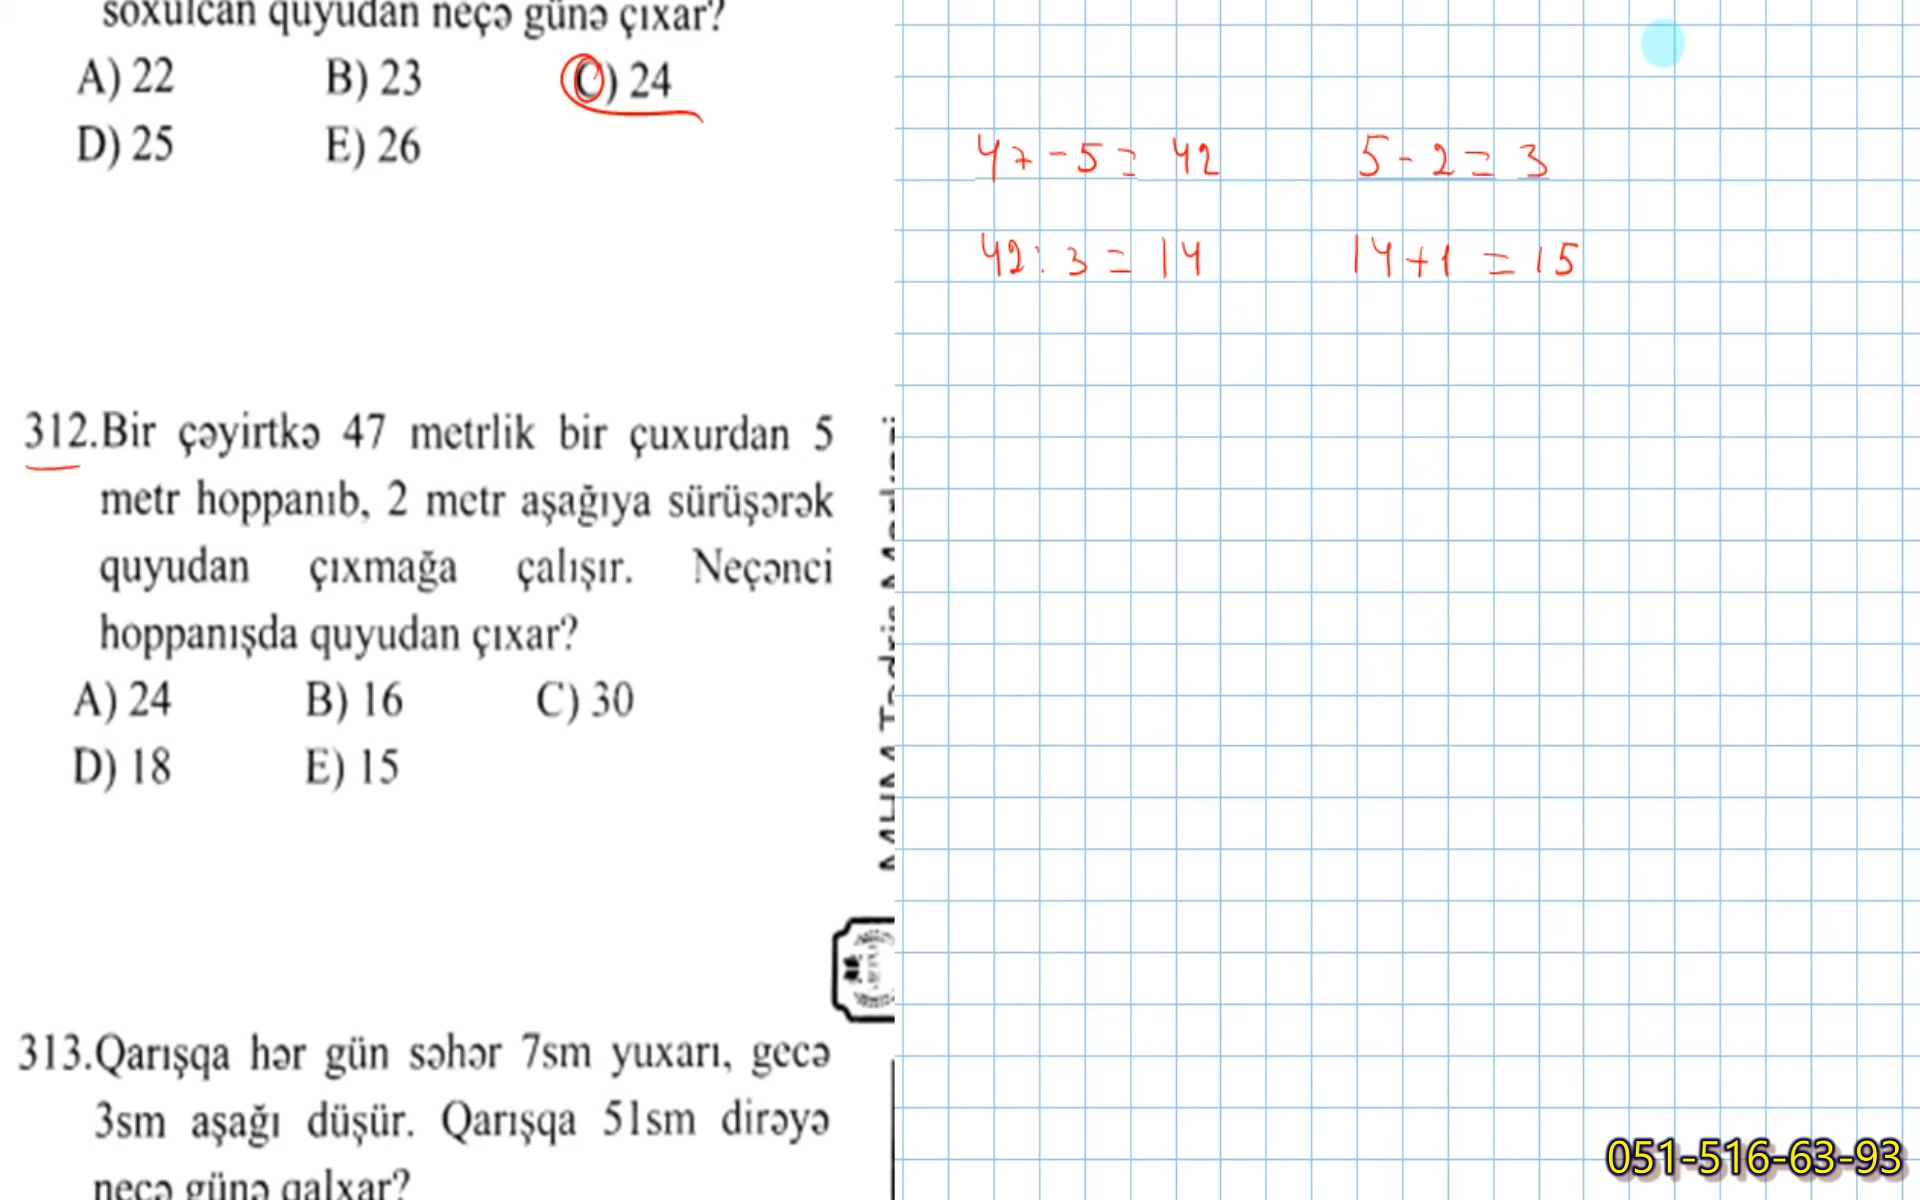 soxulcan quyudan neçə günə çıxar?
A) 22 B) 23 C) 24
D) 25 E) 26
312.Bir çəyirtkə 47 metrlik bir çuxurdan 5
metr hoppanıb, 2 metr aşağıya sürüşərək
quyudan çıxmağa çalışır. Neçənci
hoppanışda quyudan çıxar?
A) 24 B) 16 C) 30
D) 18 E) 15
313.Qarışqa hər gün səhər 7sm yuxarı, gecə
3sm aşağı düşür. Qarışqa 51sm dirəyə
neçə günə qalxar?
47-5=42 5-2=3
42:3=14 14+1=15
051-516-63-93